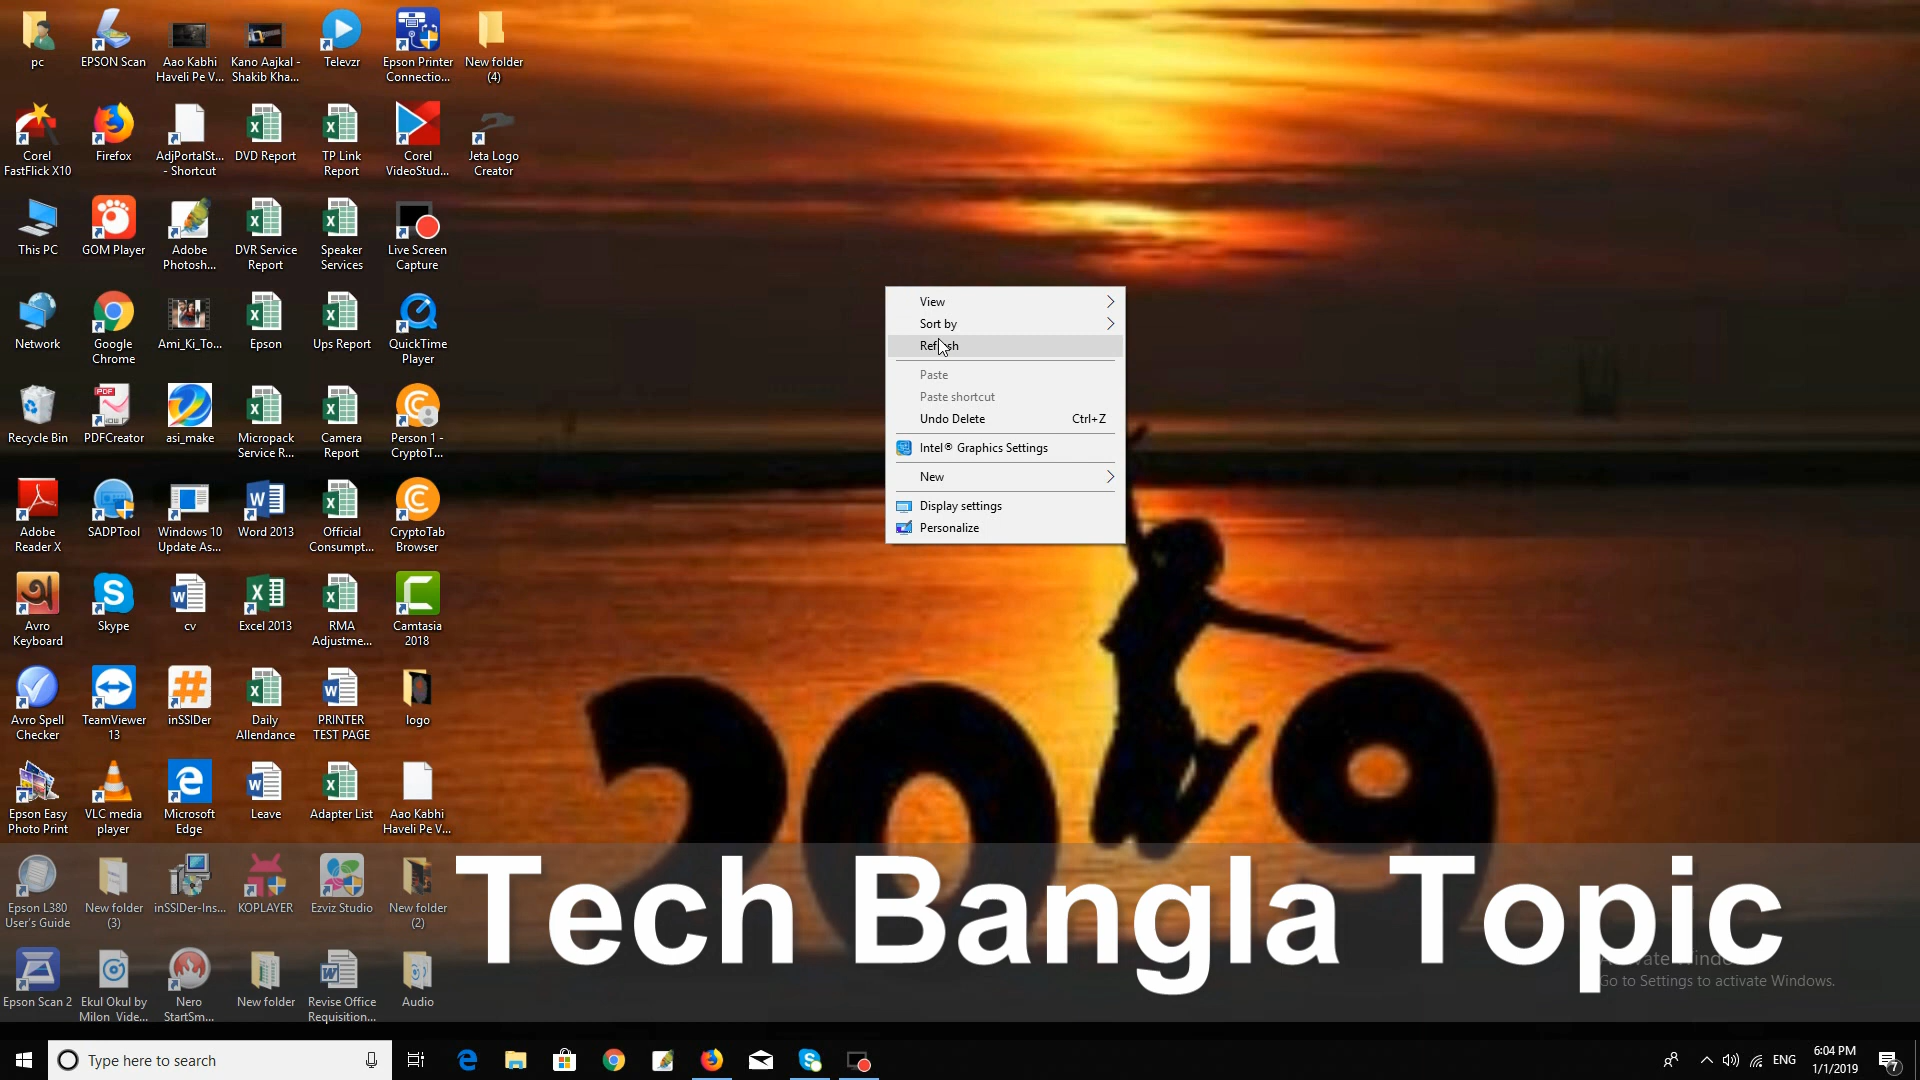 pc
EPSON Scan
Aao Kabhi
Haveli Pe V...
Kano Aajkal -
Shakib Kha...
Televzr
Epson Printer
Connectio...
New folder
(4)
Corel
FastFlick X10
Firefox
AdjPortalSt...
- Shortcut
DVD Report
TP Link
Report
Corel
VideoStud...
Jeta Logo
Creator
This PC
GOM Player
Adobe
Photosh...
DVR Service
Report
Speaker
Services
Live Screen
Capture
Network
Google
Chrome
Ami_Ki_To...
Epson
Ups Report
QuickTime
Player
Recycle Bin
PDFCreator
asi_make
Micropack
Service R...
Camera
Report
Person 1 -
CryptoT...
Adobe
Reader X
SADPTool
Windows 10
Update As...
Word 2013
Official
Consumpt...
CryptoTab
Browser
Avro
Keyboard
Skype
cv
Excel 2013
RMA
Adjustme...
Camtasia
2018
Avro Spell
Checker
TeamViewer
13
inSSIDer
Daily
Allendance
PRINTER
TEST PAGE
logo
Epson Easy
Photo Print
VLC media
player
Microsoft
Edge
Leave
Adapter List
Aao Kabhi
Haveli Pe V...
Epson L380
User's Guide
New folder
(3)
inSSIDer-Ins...
KOPLAYER
Ezviz Studio
New folder
(2)
Epson Scan 2
Ekul Okul by
Milon_Vide...
Nero
StartSm...
New folder
Revise Office
Requisition...
Audio
View
Sort by
Refresh
Paste
Paste shortcut
Undo Delete Ctrl+Z
Intel® Graphics Settings
New
Display settings
Personalize
2019
Tech Bangla Topic
Go to Settings to activate Windows.
Type here to search
ENG
6:04 PM
1/1/2019
7